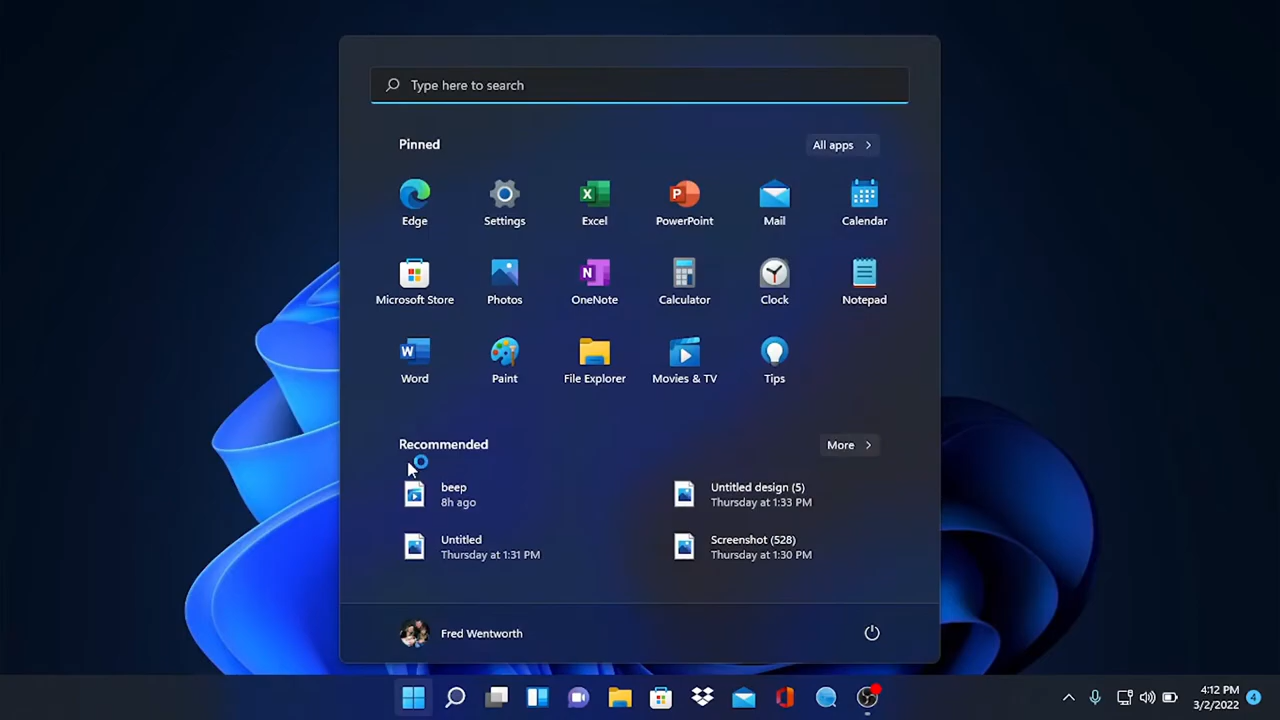 Type here to search
Pinned
All apps
Edge
Settings
Excel
PowerPoint
Mail
Calendar
Microsoft Store
Photos
OneNote
Calculator
Clock
Notepad
Word
Paint
File Explorer
Movies & TV
Tips
Recommended
More
beep
8h ago
Untitled design (5)
Thursday at 1:33 PM
Untitled
Thursday at 1:31 PM
Screenshot (528)
Thursday at 1:30 PM
Fred Wentworth
4:12 PM
3/2/2022
4